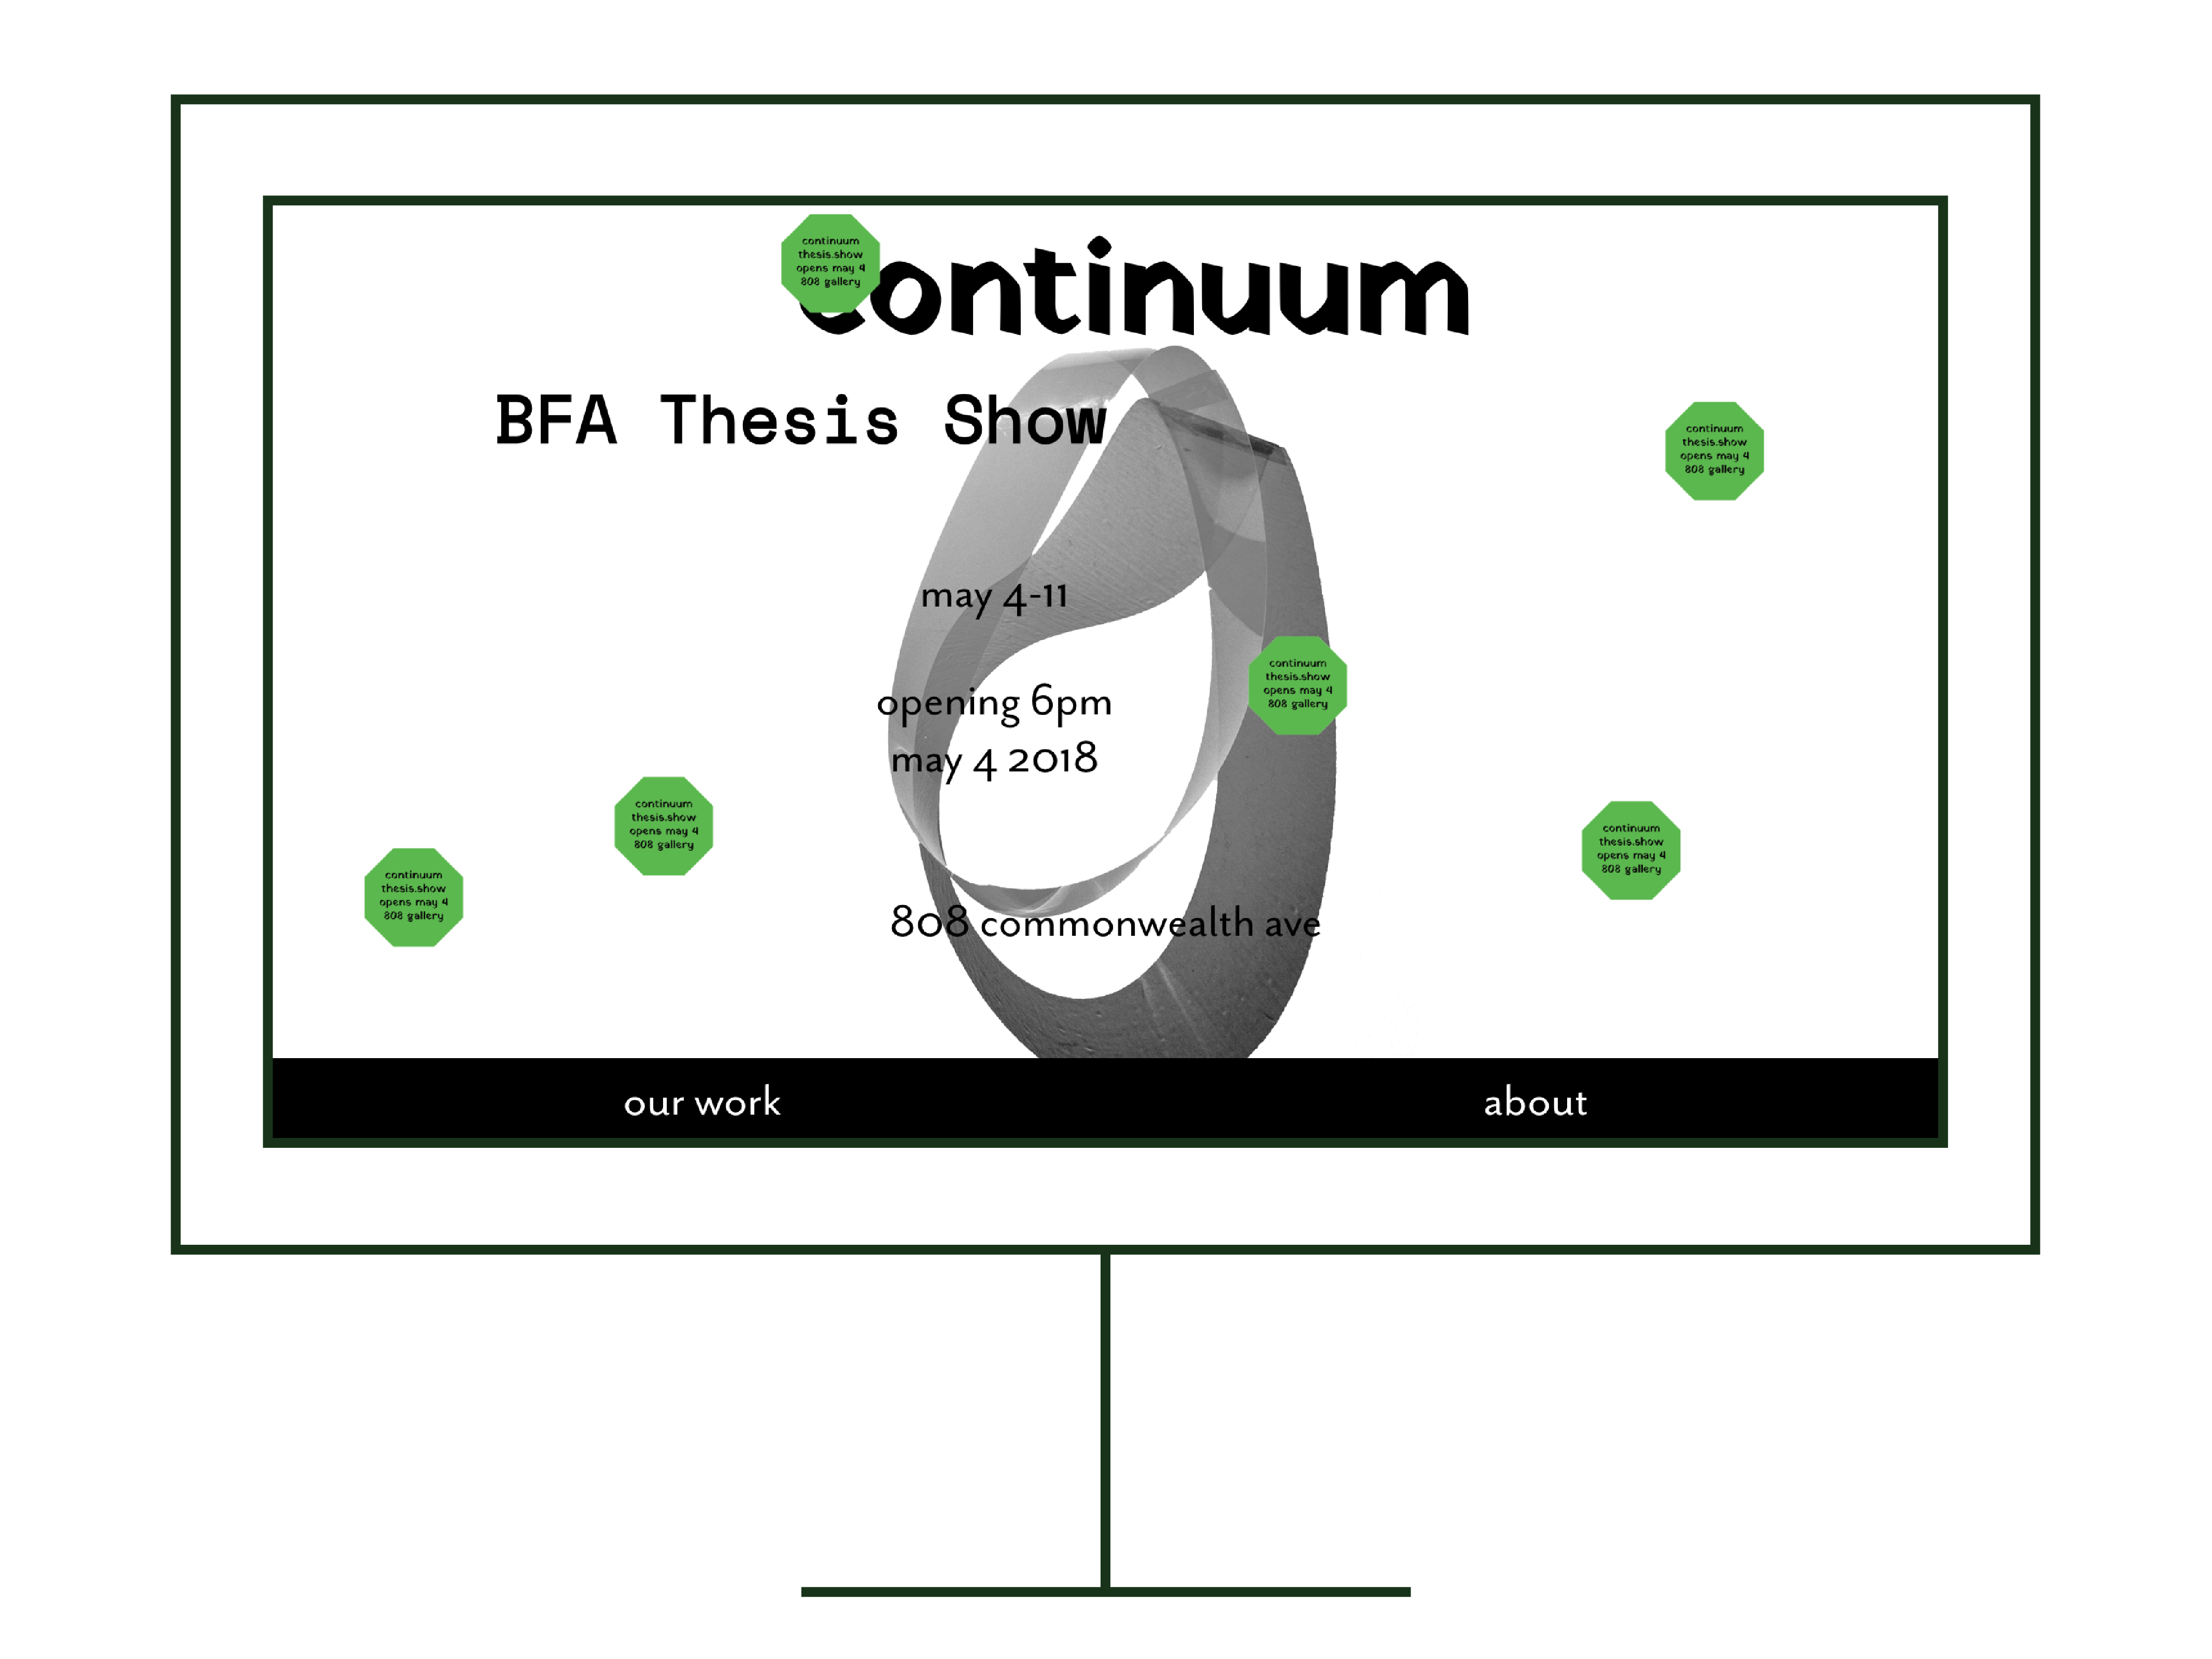 continuum
thesis.show
opens may 4
808 gallery
continuum
BFA Thesis Show
continuum
thesis.show
opens may 4
808 gallery
may 4-11
continuum
thesis.show
opens may 4
808 gallery
opening 6pm
may 4 2018
continuum
thesis.show
opens may 4
808 gallery
continuum
thesis.show
opens may 4
808 gallery
continuum
thesis.show
opens may 4
808 gallery
808 commonwealth ave
our work
about